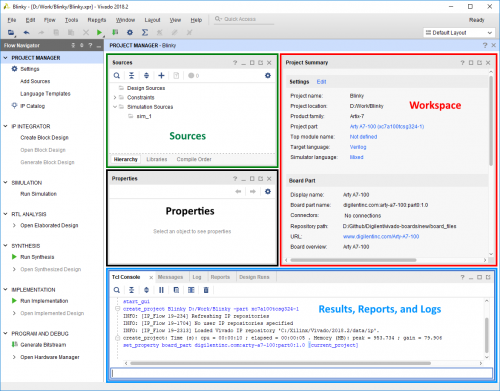 Blinky - [D:/Work/Blinky/Blinky.xpr] - Vivado 2018.2
File Edit Flow Tools Reports Window Layout View Help Quick Access Ready
Default Layout
Flow Navigator
PROJECT MANAGER
Settings
Add Sources
Language Templates
IP Catalog
IP INTEGRATOR
Create Block Design
Open Block Design
Generate Block Design
SIMULATION
Run Simulation
RTL ANALYSIS
Open Elaborated Design
SYNTHESIS
Run Synthesis
Open Synthesized Design
IMPLEMENTATION
Run Implementation
Open Implemented Design
PROGRAM AND DEBUG
Generate Bitstream
Open Hardware Manager
PROJECT MANAGER - Blinky
Sources
0
Design Sources
Constraints
Simulation Sources
sim_1
Sources
Hierarchy Libraries Compile Order
Properties
Properties
Select an object to see properties
Project Summary
Settings Edit
Project name: Blinky
Project location: D:/Work/Blinky
Product family: Artix-7
Project part: Arty A7-100 (xc7a100tcsg324-1)
Top module name: Not defined
Target language: Verilog
Simulator language: Mixed
Workspace
Board Part
Display name: Arty A7-100
Board part name: digilentinc.com:arty-a7-100:part0:1.0
Connectors: No connections
Repository path: D:/Github/Digilent/vivado-boards/new/board_files
URL: www.digilentinc.com/Arty-A7-100
Board overview: Arty A7-100
Tcl Console Messages Log Reports Design Runs
Results, Reports, and Logs
start_gui
create_project Blinky D:/Work/Blinky -part xc7a100tcsg324-1
INFO: [IP_Flow 19-234] Refreshing IP repositories
INFO: [IP_Flow 19-1704] No user IP repositories specified
INFO: [IP_Flow 19-2313] Loaded Vivado IP repository 'C:/Xilinx/Vivado/2018.2/data/ip'.
create_project: Time (s): cpu = 00:00:10 ; elapsed = 00:00:05 . Memory (MB): peak = 953.734 ; gain = 79.906
set_property board_part digilentinc.com:arty-a7-100:part0:1.0 [current_project]